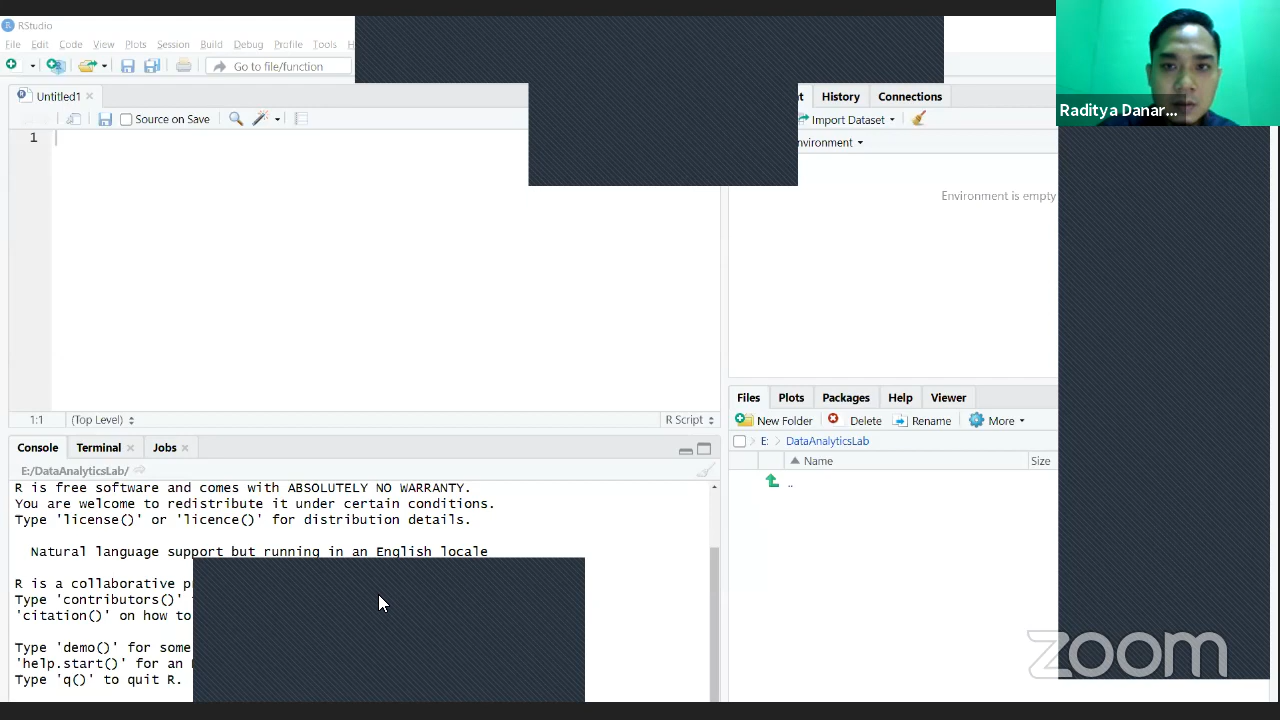 RStudio
File Edit Code View Plots Session Build Debug Profile Tools H
Go to file/function
Raditya Danar...
Untitled1
History Connections
Source on Save
Import Dataset
1
Environment is empty
1:1 (Top Level) R Script
Files Plots Packages Help Viewer
New Folder Delete Rename More
E: DataAnalyticsLab
Name Size
..
Console Terminal Jobs
E:/DataAnalyticsLab/
R is free software and comes with ABSOLUTELY NO WARRANTY.
You are welcome to redistribute it under certain conditions.
Type 'license()' or 'licence()' for distribution details.
Natural language support but running in an English locale
R is a collaborative
Type 'contributors()'
'citation()' on how to
Type 'demo()' for some
'help.start()' for an
Type 'q()' to quit R.
zoom